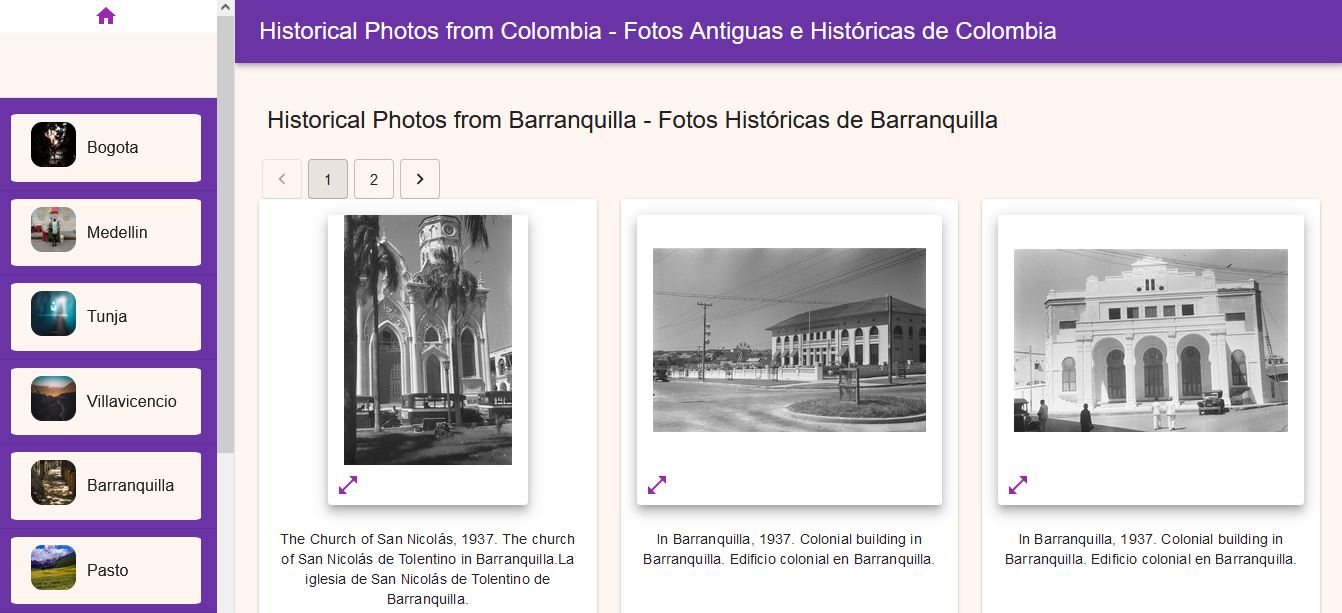 Historical Photos from Colombia - Fotos Antiguas e Históricas de Colombia
Bogota
Medellin
Tunja
Villavicencio
Barranquilla
Pasto
Historical Photos from Barranquilla - Fotos Históricas de Barranquilla
1
2
The Church of San Nicolás, 1937. The church
of San Nicolás de Tolentino in Barranquilla.La
iglesia de San Nicolás de Tolentino de
Barranquilla.
In Barranquilla, 1937. Colonial building in
Barranquilla. Edificio colonial en Barranquilla.
In Barranquilla, 1937. Colonial building in
Barranquilla. Edificio colonial en Barranquilla.